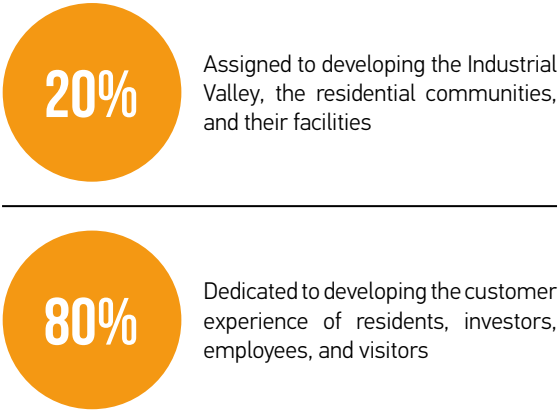 20%
Assigned to developing the Industrial
Valley, the residential communities,
and their facilities
80%
Dedicated to developing the customer
experience of residents, investors,
employees, and visitors